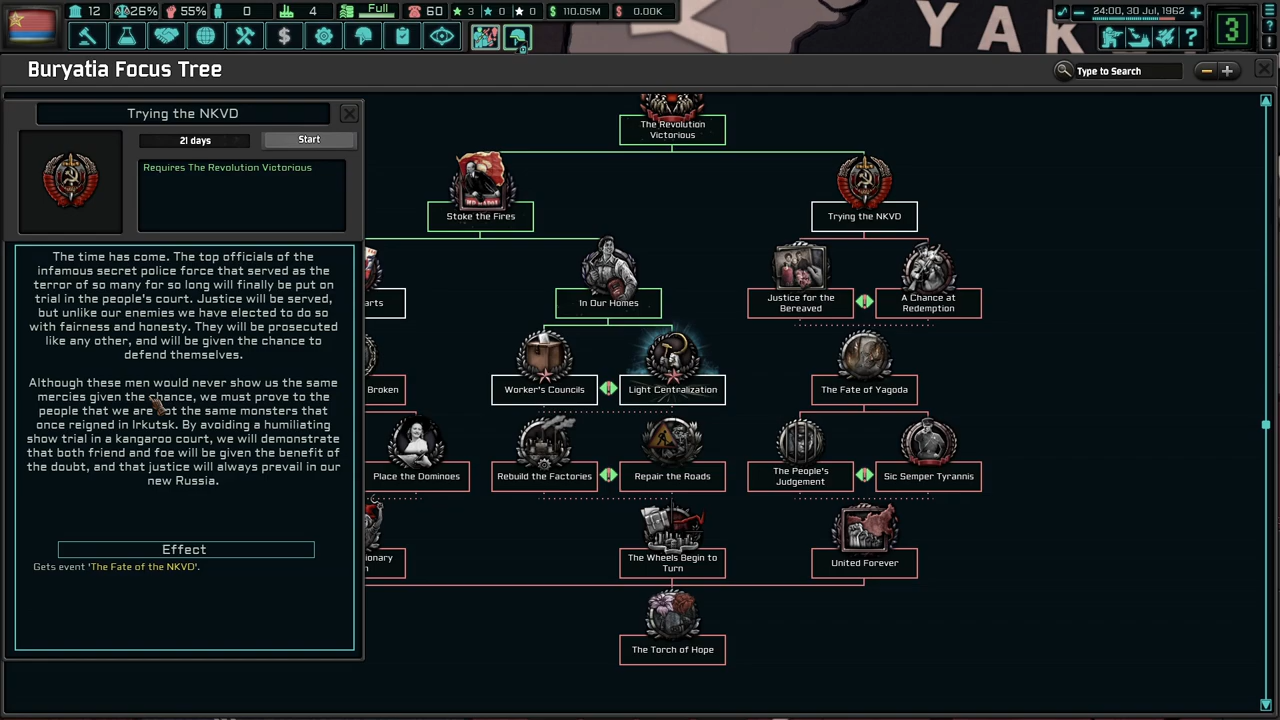 12 26% 55% 0 4 Full 60 3 0 0 $ 110.05M $ 0.00K
24:00, 30 Jul, 1962
3
YAK
Buryatia Focus Tree
Type to Search
Trying the NKVD
21 days
Start
Requires The Revolution Victorious
The time has come. The top officials of the
infamous secret police force that served as the
terror of so many for so long will finally be put on
trial in the people's court. Justice will be served,
but unlike our enemies we have elected to do so
with fairness and honesty. They will be prosecuted
like any other, and will be given the chance to
defend themselves.
Although these men would never show us the same
mercies given the chance, we must prove to the
people that we are not the same monsters that
once reigned in Irkutsk. By avoiding a humiliating
show trial in a kangaroo court, we will demonstrate
that both friend and foe will be given the benefit of
the doubt, and that justice will always prevail in our
new Russia.
Effect
Gets event 'The Fate of the NKVD'.
The Revolution
Victorious
Stoke the Fires
Trying the NKVD
arts
In Our Homes
Justice for the
Bereaved
A Chance at
Redemption
Broken
Worker's Councils
Light Centralization
The Fate of Yagoda
Place the Dominoes
Rebuild the Factories
Repair the Roads
The People's
Judgement
Sic Semper Tyrannis
ionary
n
The Wheels Begin to
Turn
United Forever
The Torch of Hope